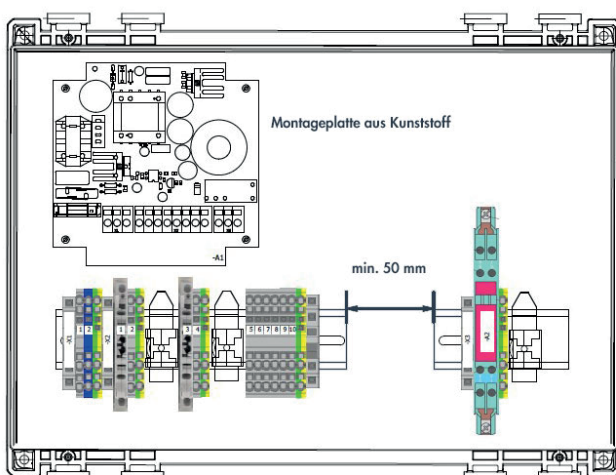 Montageplatte aus Kunststoff
-A1
min. 50 mm
-X1
1 2
-X2
1 2
3 4
5 6 7 8 9 10
-X3
-A2